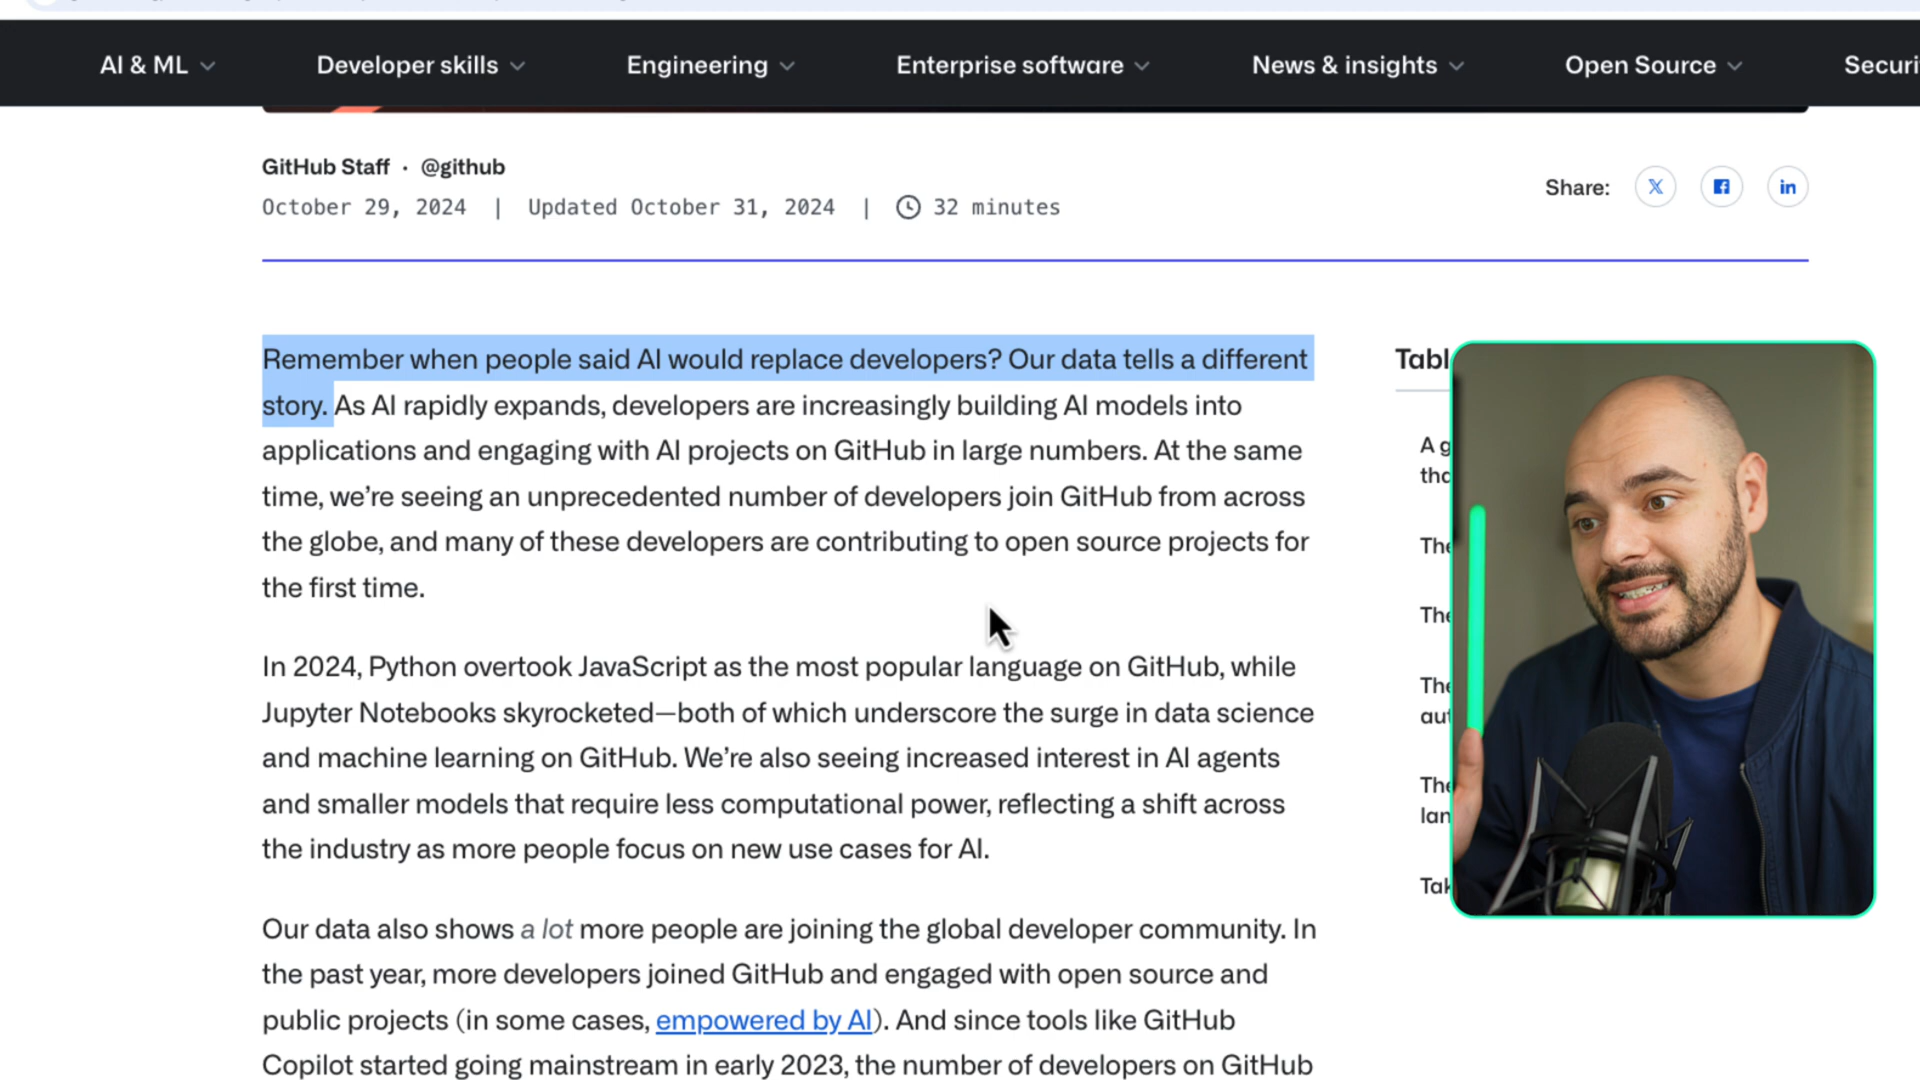 AI & ML
Developer skills
Engineering
Enterprise software
News & insights
Open Source
GitHub Staff · @github
October 29, 2024 | Updated October 31, 2024 | 32 minutes
Share:
Remember when people said AI would replace developers? Our data tells a different
story. As AI rapidly expands, developers are increasingly building AI models into
applications and engaging with AI projects on GitHub in large numbers. At the same
time, we’re seeing an unprecedented number of developers join GitHub from across
the globe, and many of these developers are contributing to open source projects for
the first time.
In 2024, Python overtook JavaScript as the most popular language on GitHub, while
Jupyter Notebooks skyrocketed—both of which underscore the surge in data science
and machine learning on GitHub. We’re also seeing increased interest in AI agents
and smaller models that require less computational power, reflecting a shift across
the industry as more people focus on new use cases for AI.
Our data also shows a lot more people are joining the global developer community. In
the past year, more developers joined GitHub and engaged with open source and
public projects (in some cases, empowered by AI). And since tools like GitHub
Copilot started going mainstream in early 2023, the number of developers on GitHub